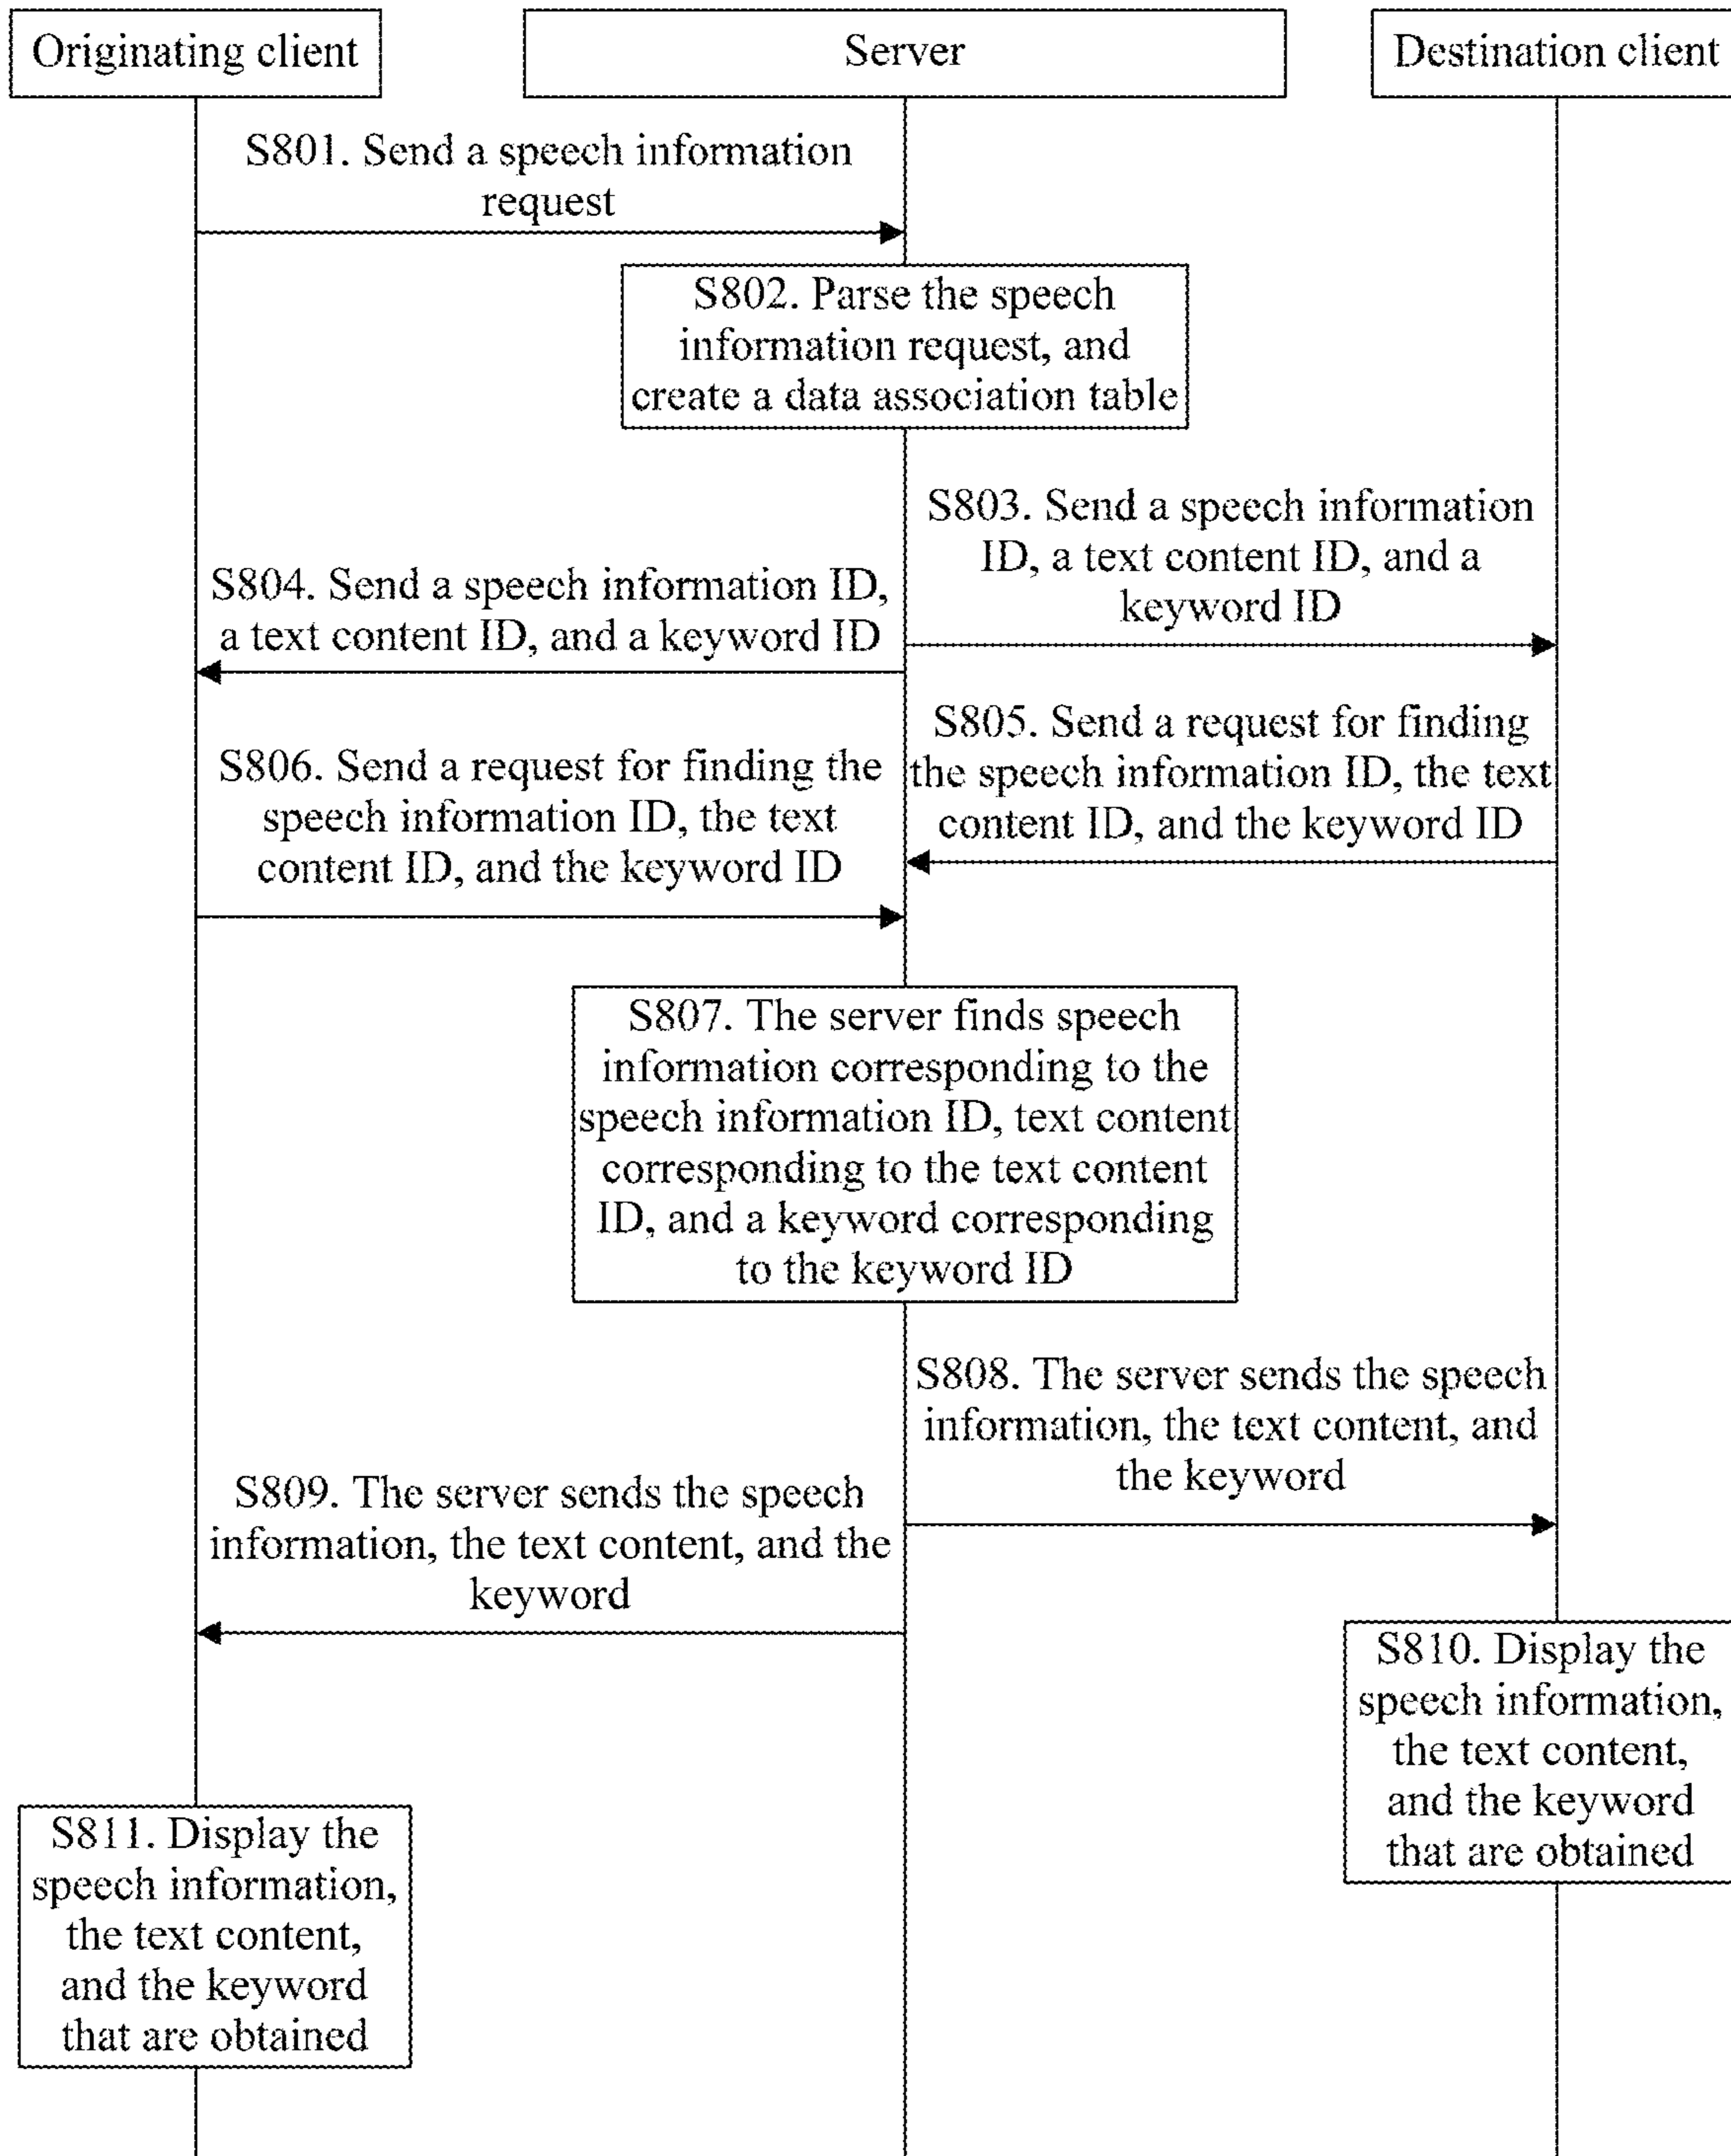 Originating client
Server
Destination client
S801. Send a speech information
request
S802. Parse the speech
information request, and
create a data association table
S803. Send a speech information
ID, a text content ID, and a
keyword ID
S804. Send a speech information ID,
a text content ID, and a keyword ID
S805. Send a request for finding
the speech information ID, the text
content ID, and the keyword ID
S806. Send a request for finding the
speech information ID, the text
content ID, and the keyword ID
S807. The server finds speech
information corresponding to the
speech information ID, text content
corresponding to the text content
ID, and a keyword corresponding
to the keyword ID
S808. The server sends the speech
information, the text content, and
the keyword
S809. The server sends the speech
information, the text content, and the
keyword
S810. Display the
speech information,
the text content,
and the keyword
that are obtained
S811. Display the
speech information,
the text content,
and the keyword
that are obtained